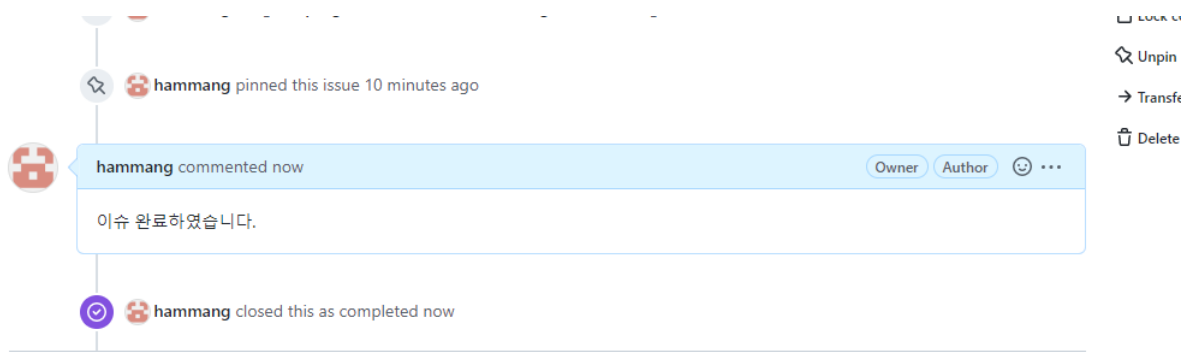 hammang pinned this issue 10 minutes ago
Unpin
Transfe
Delete
hammang commented now
Owner
Author
이슈 완료하였습니다.
hammang closed this as completed now